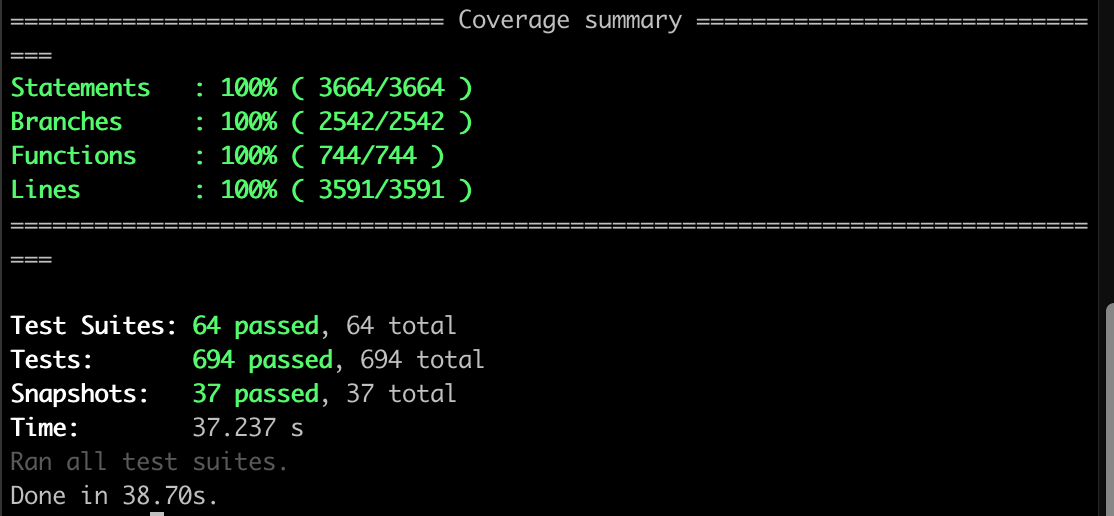 =============================== Coverage summary ============================
===
Statements   : 100% ( 3664/3664 )
Branches     : 100% ( 2542/2542 )
Functions    : 100% ( 744/744 )
Lines        : 100% ( 3591/3591 )
=============================================================================
===
Test Suites: 64 passed, 64 total
Tests:       694 passed, 694 total
Snapshots:   37 passed, 37 total
Time:        37.237 s
Ran all test suites.
Done in 38.70s.